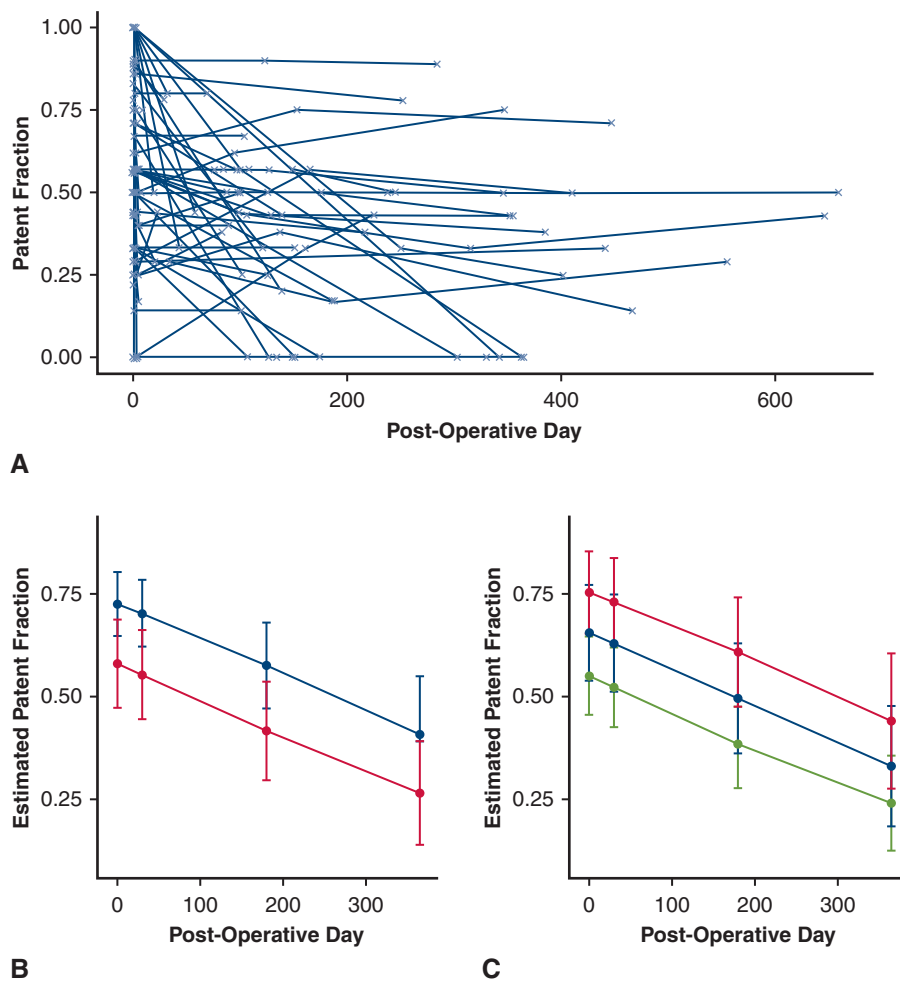 1.00
0.75
0.50
0.25
0.00
Patent Fraction
0 200 400 600
Post-Operative Day
A
0.75
0.50
0.25
Estimated Patent Fraction
0 100 200 300
Post-Operative Day
B
0.75
0.50
0.25
Estimated Patent Fraction
0 100 200 300
Post-Operative Day
C